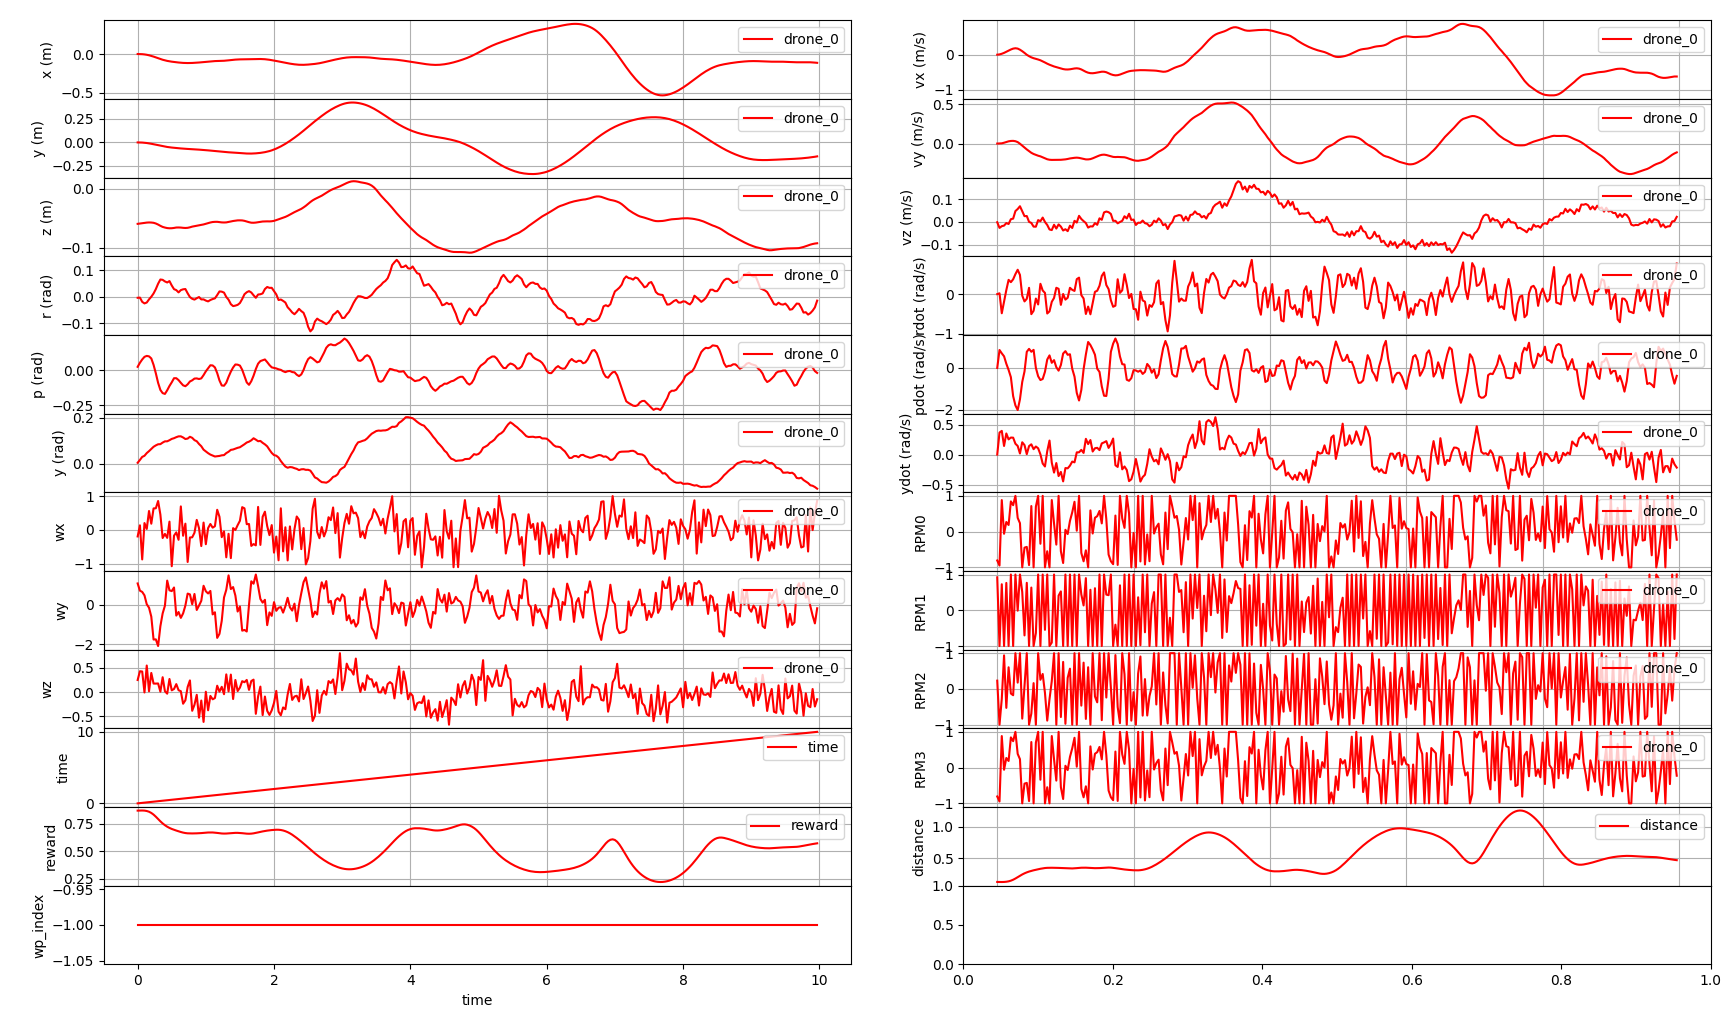 x (m)
0.0
−0.5
drone_0
y (m)
0.25
0.00
−0.25
drone_0
z (m)
0.0
−0.1
drone_0
r (rad)
0.1
0.0
−0.1
drone_0
p (rad)
0.00
−0.25
drone_0
y (rad)
0.2
0.0
drone_0
wx
1
0
−1
drone_0
wy
0
−2
drone_0
wz
0.5
0.0
−0.5
drone_0
time
10
0
time
reward
0.75
0.50
0.25
reward
wp_index
−0.95
−1.00
−1.05
0 2 4 6 8 10
time
vx (m/s)
0
−1
drone_0
vy (m/s)
0.5
0.0
drone_0
vz (m/s)
0.1
0.0
−0.1
drone_0
rdot (rad/s)
0
−1
drone_0
pdot (rad/s)
1
0
−2
drone_0
ydot (rad/s)
0.5
0.0
−0.5
drone_0
RPM0
1
0
−1
drone_0
RPM1
1
0
−1
drone_0
RPM2
1
0
−1
drone_0
RPM3
1
0
−1
drone_0
distance
1.0
0.5
distance
1.0
0.5
0.0
0.0 0.2 0.4 0.6 0.8 1.0